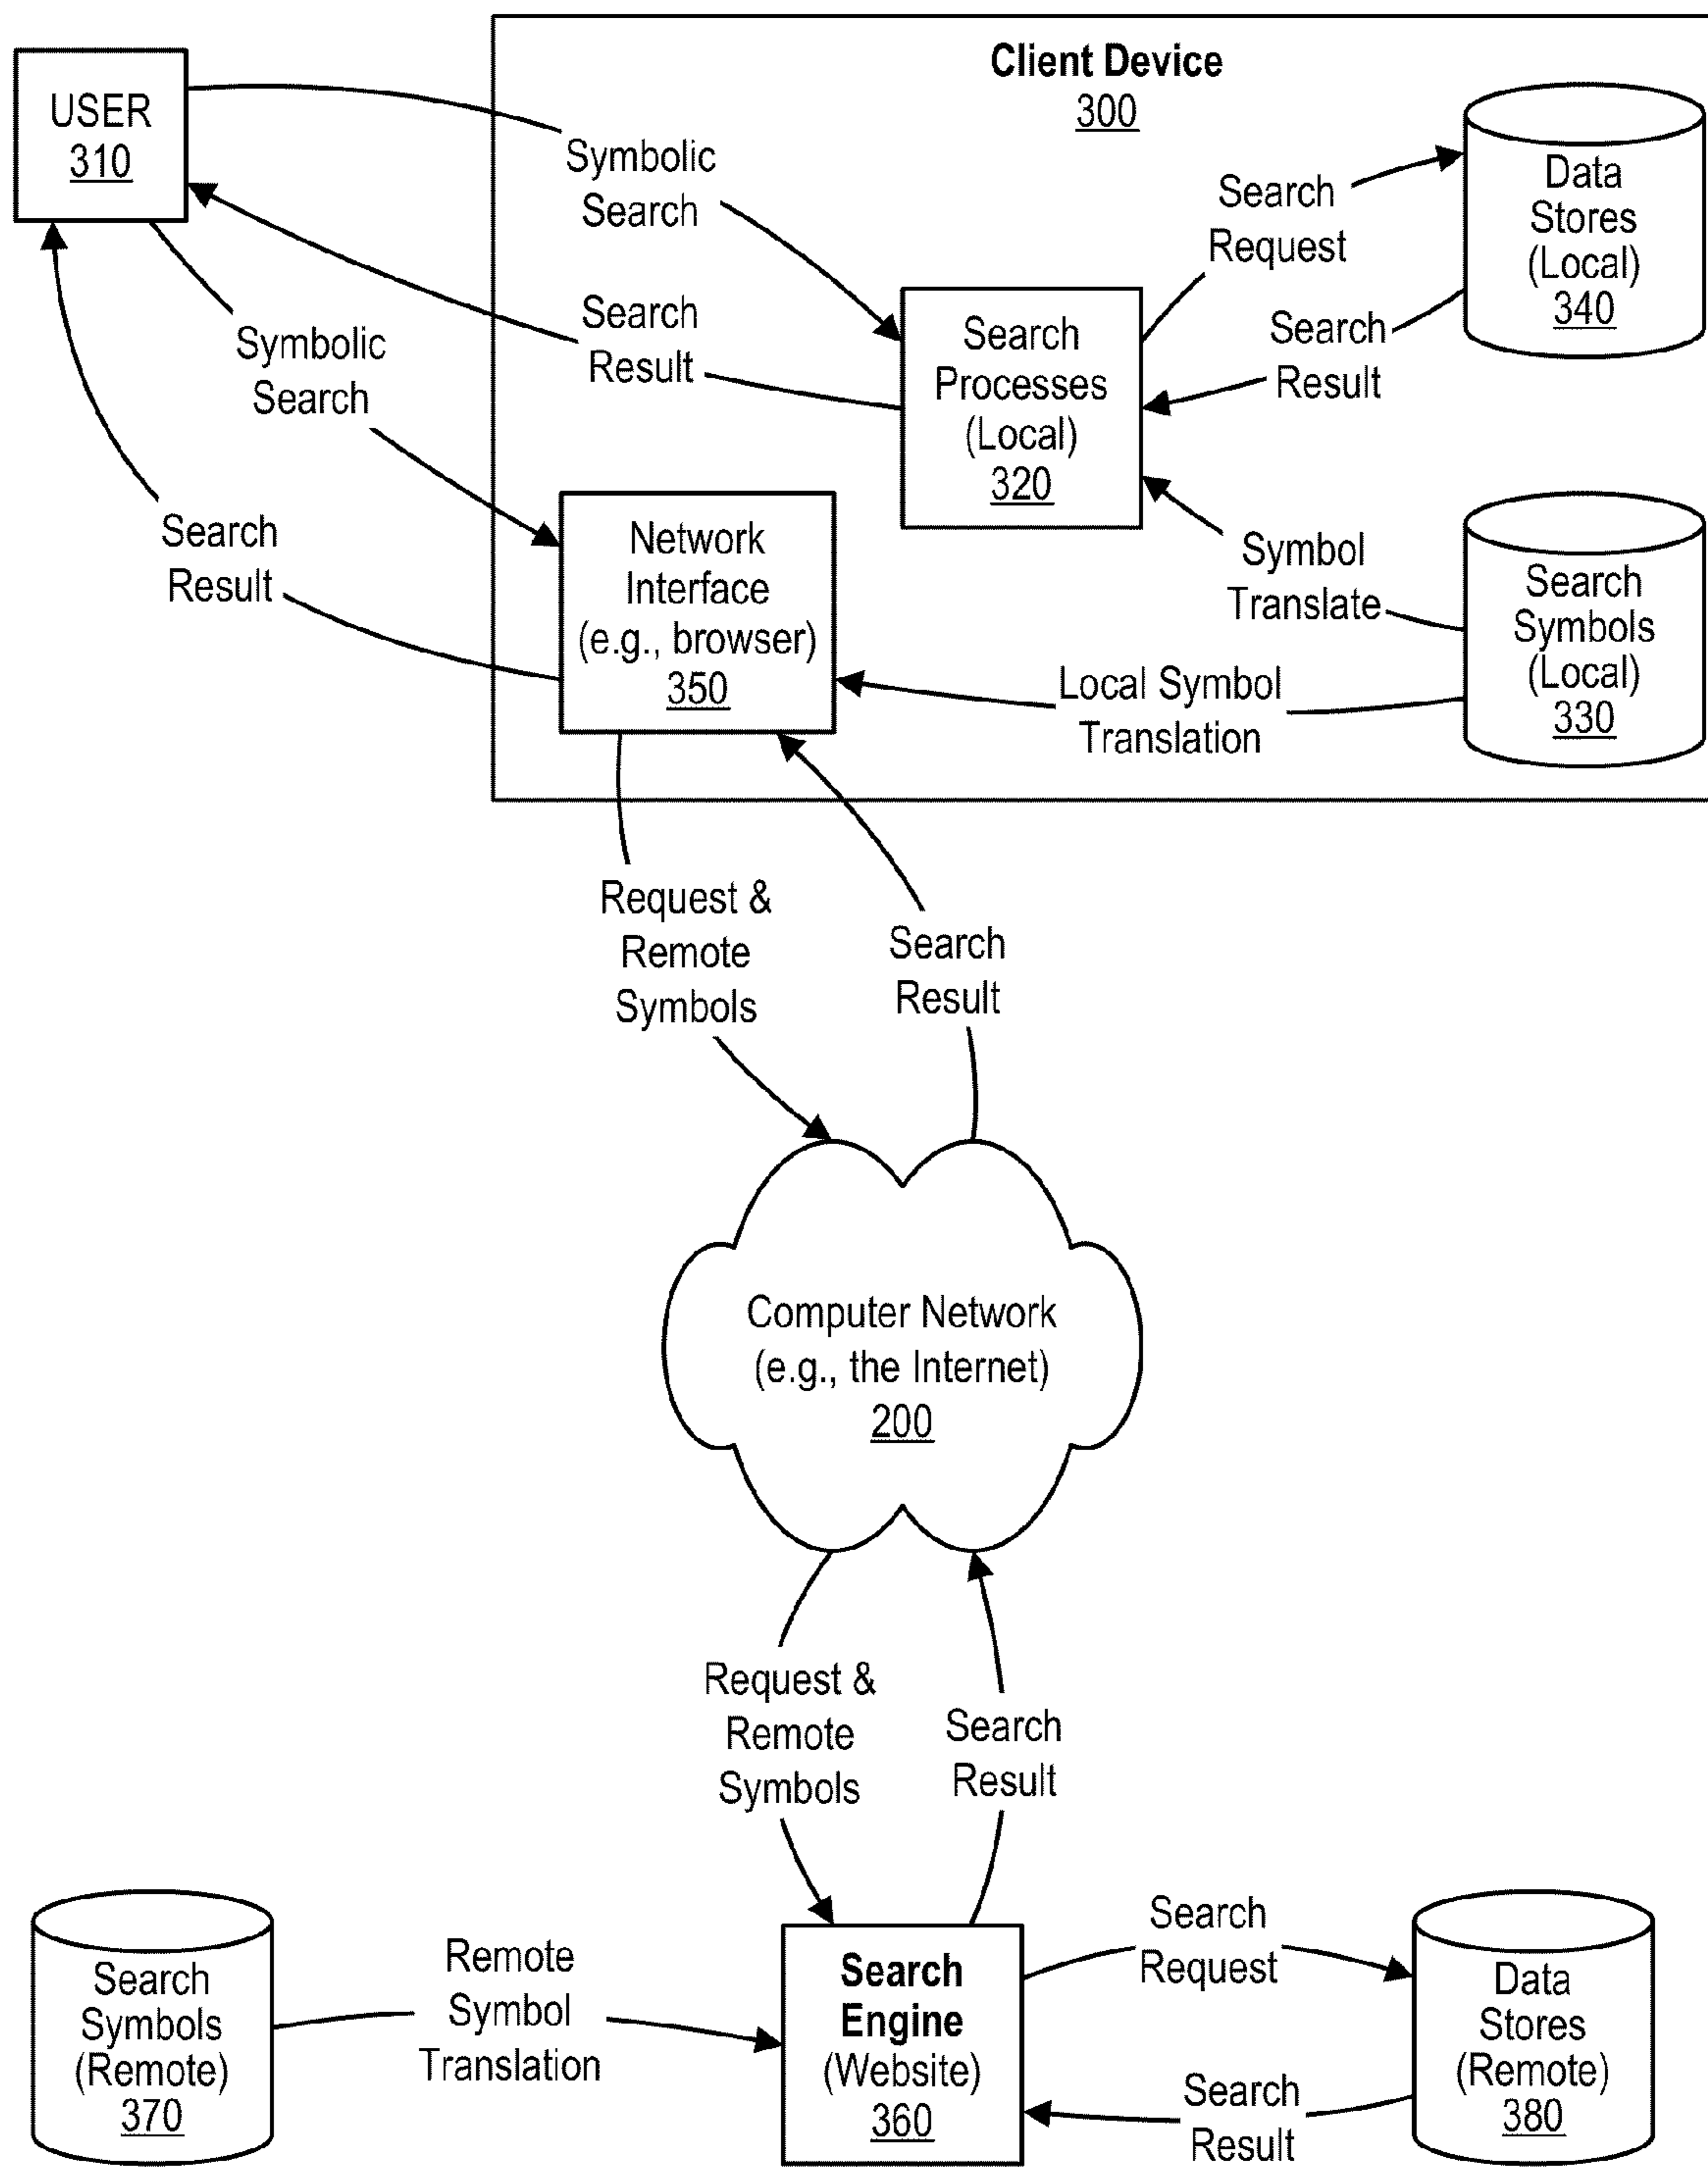 Client Device
300
USER
310
Symbolic
Search
Search
Request
Data
Stores
(Local)
340
Search
Result
Search
Processes
(Local)
320
Search
Result
Symbolic
Search
Search
Result
Network
Interface
(e.g., browser)
350
Symbol
Translate
Search
Symbols
(Local)
330
Local Symbol
Translation
Request &
Remote
Symbols
Search
Result
Computer Network
(e.g., the Internet)
200
Request &
Remote
Symbols
Search
Result
Search
Symbols
(Remote)
370
Remote
Symbol
Translation
Search
Engine
(Website)
360
Search
Request
Search
Result
Data
Stores
(Remote)
380